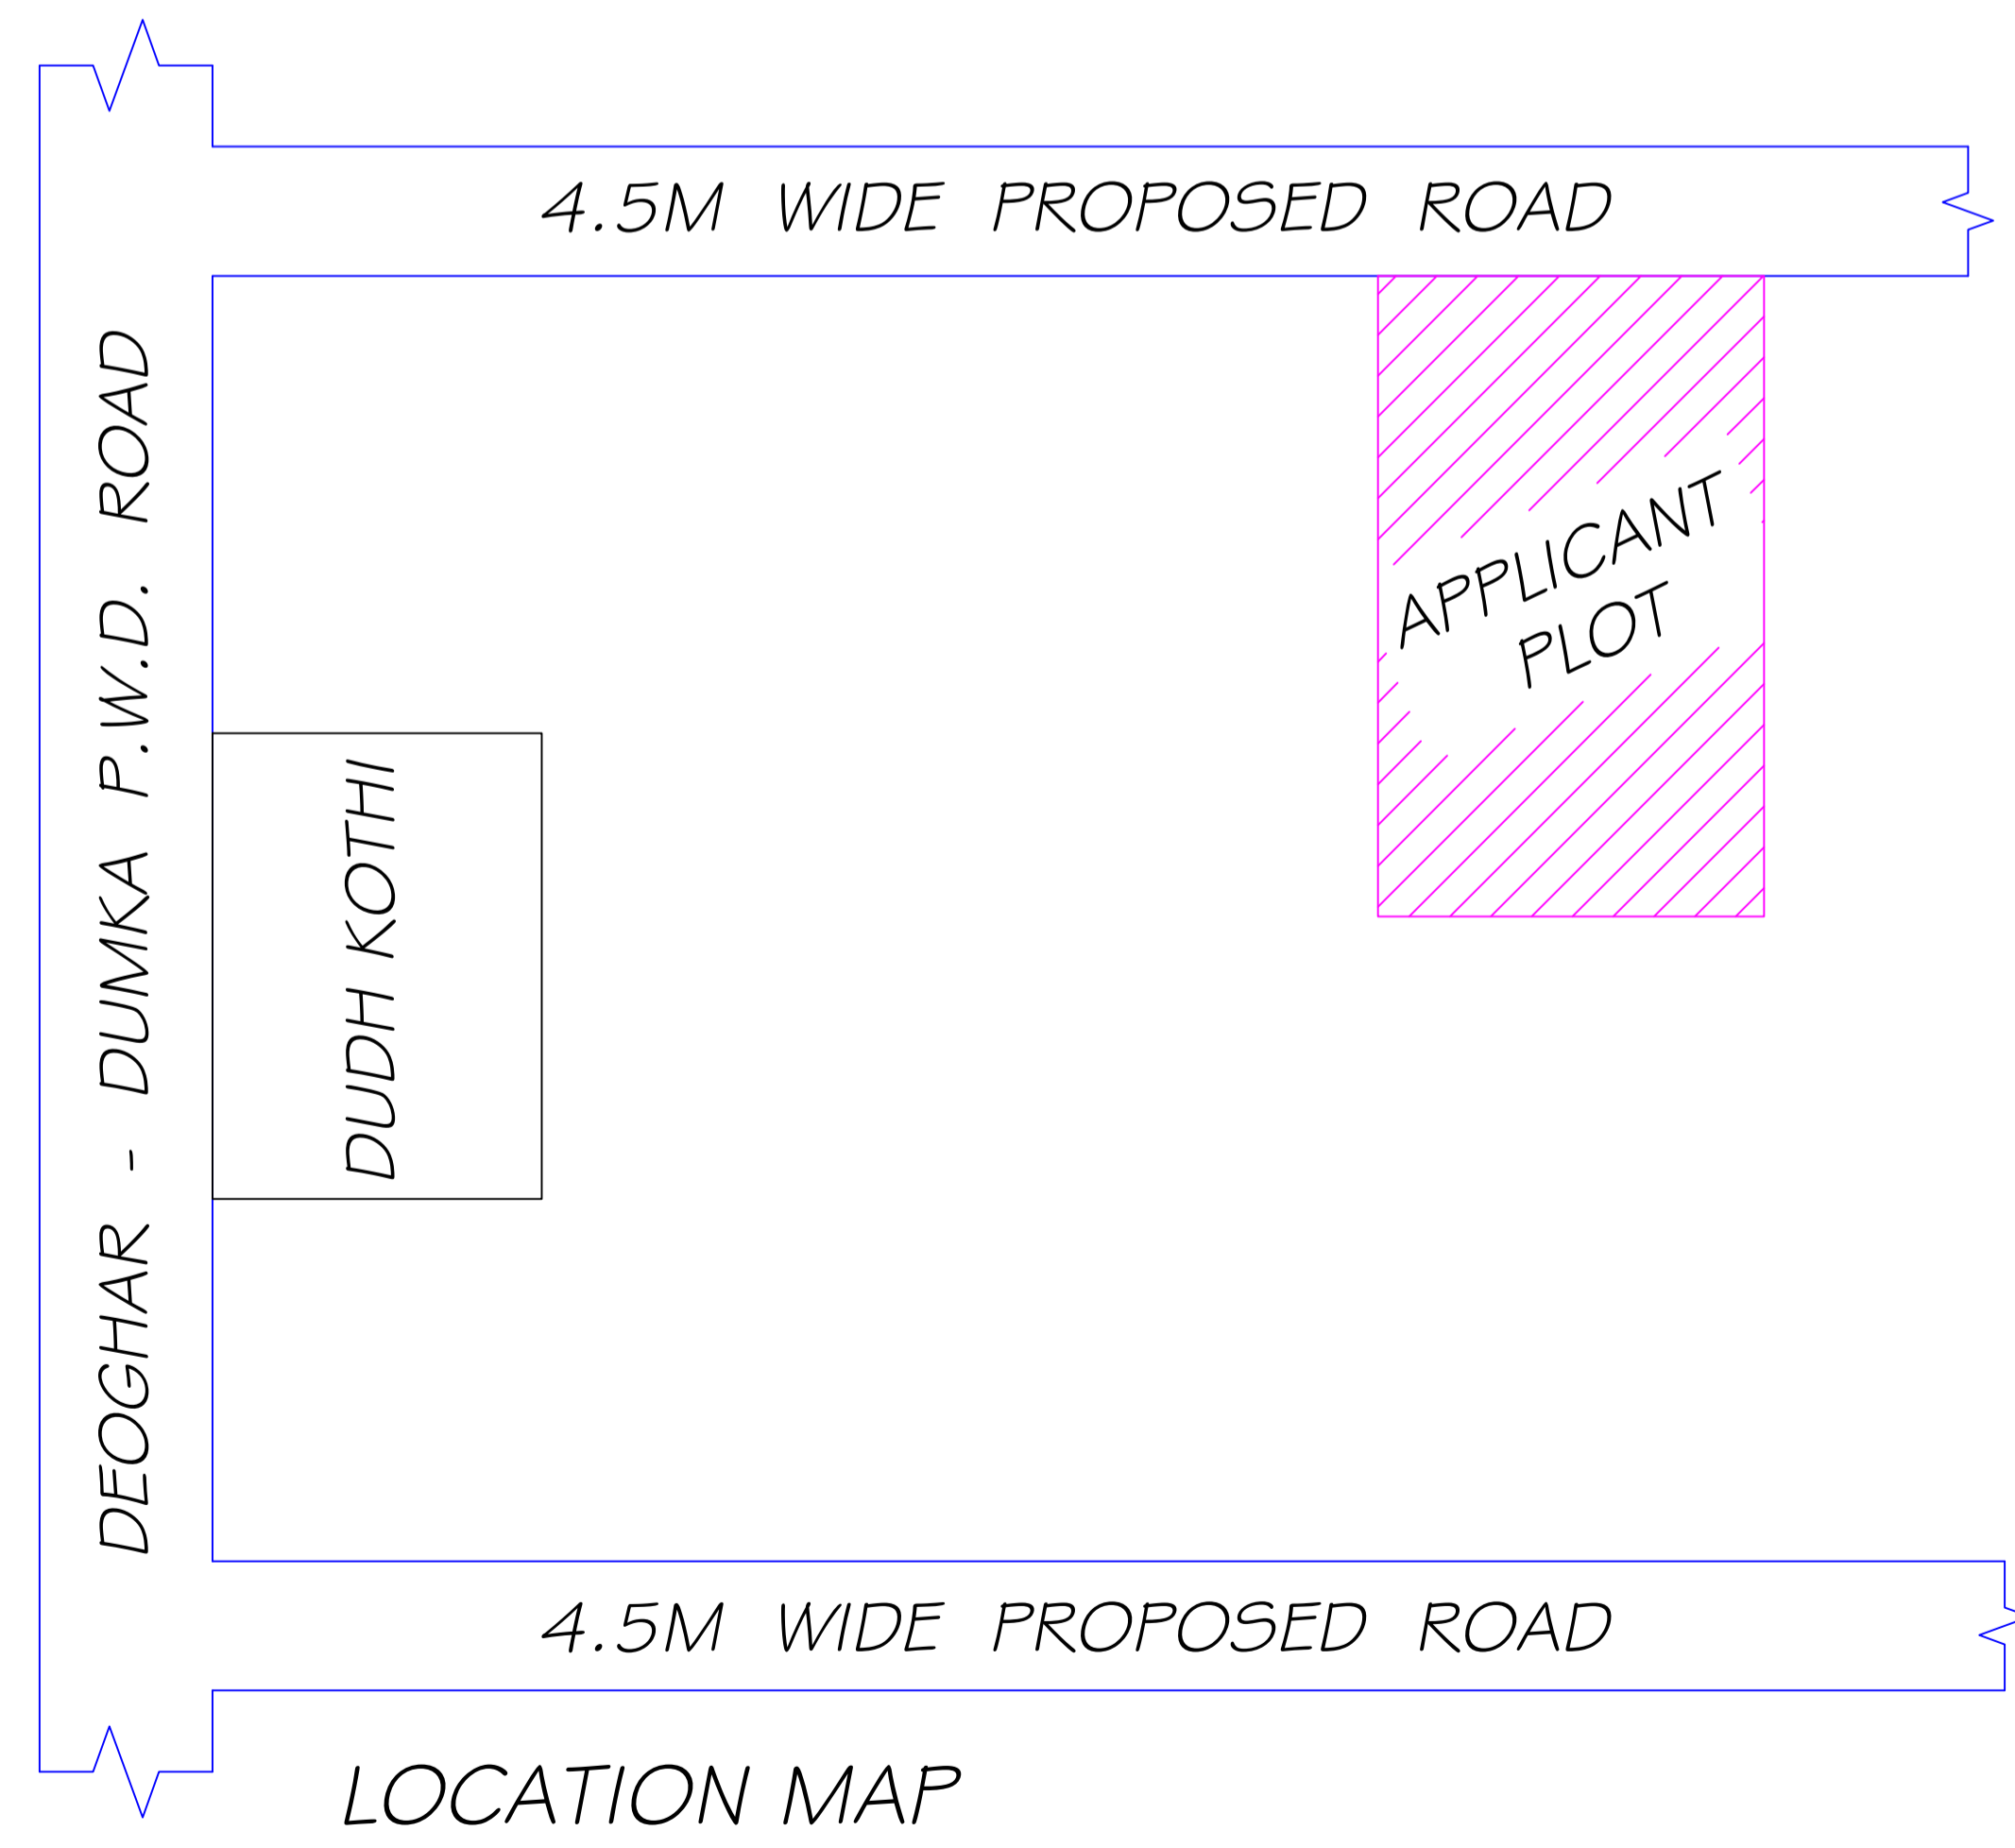 4.5M WIDE PROPOSED ROAD
DEOGHAR - DUMKA P.W.D. ROAD
APPLICANT
PLOT
DUDH KOTHI
4.5M WIDE PROPOSED ROAD
LOCATION MAP